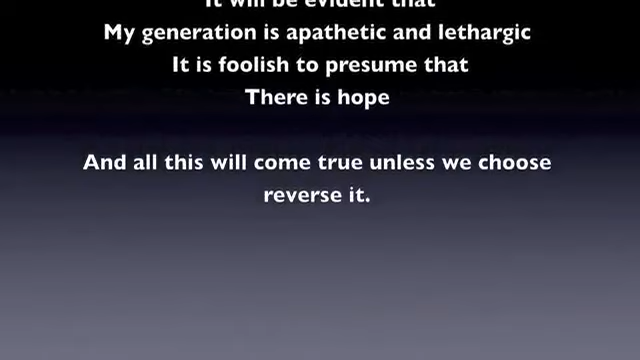 It will be evident that
My generation is apathetic and lethargic
It is foolish to presume that
There is hope
And all this will come true unless we choose
reverse it.